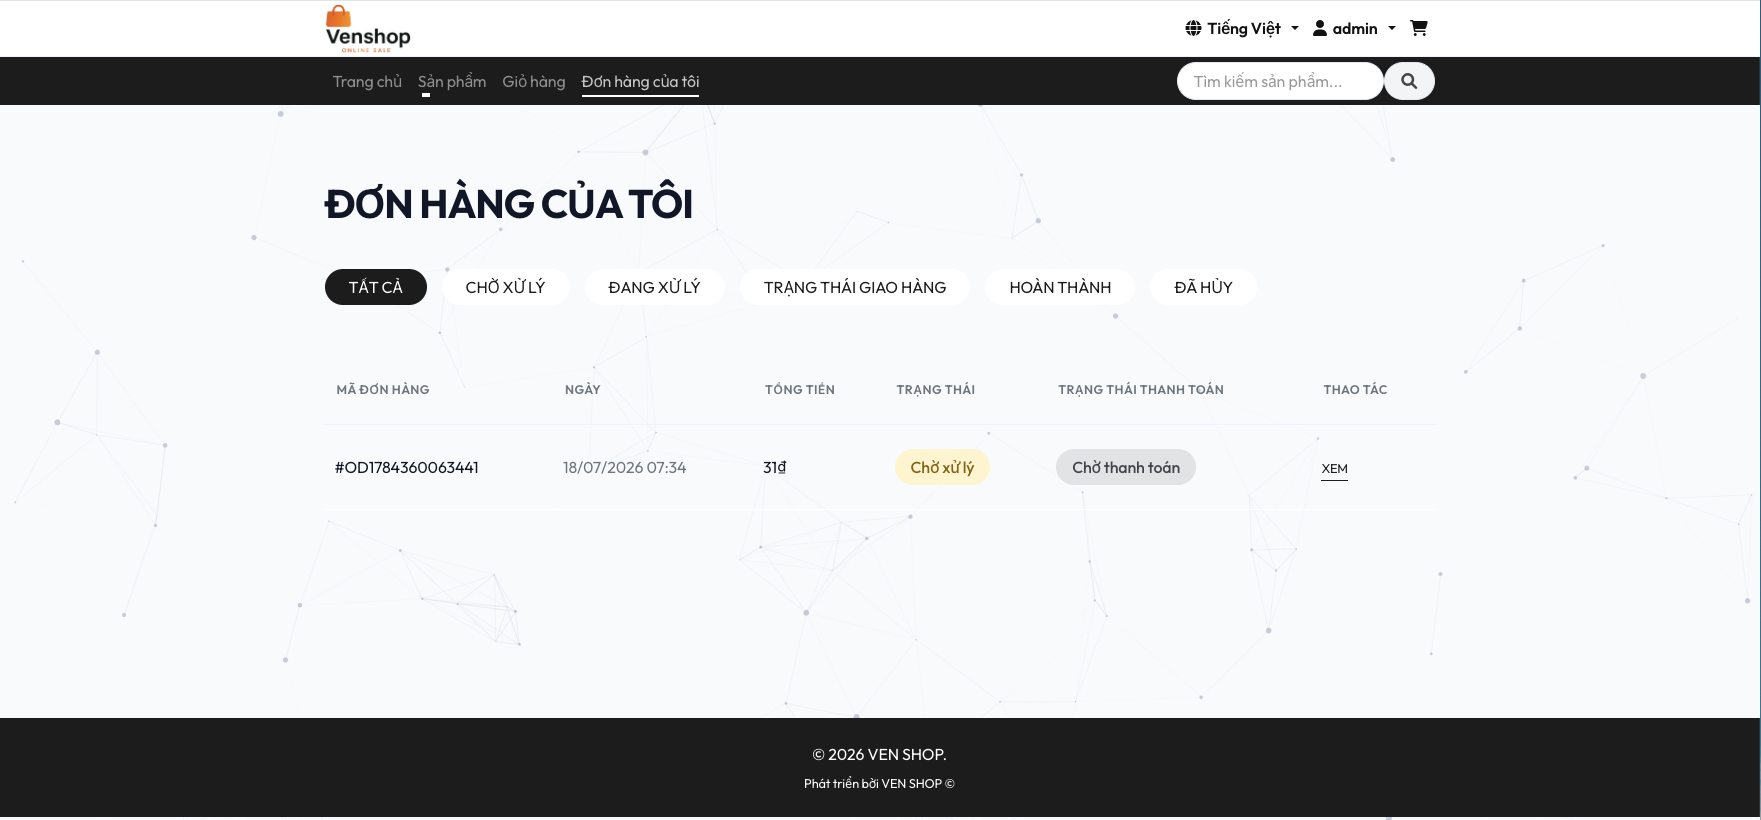 Venshop
ONLINE SALE
Tiếng Việt
admin
Trang chủ
Sản phẩm
Giỏ hàng
Đơn hàng của tôi
Tìm kiếm sản phẩm...
ĐƠN HÀNG CỦA TÔI
TẤT CẢ
CHỜ XỬ LÝ
ĐANG XỬ LÝ
TRẠNG THÁI GIAO HÀNG
HOÀN THÀNH
ĐÃ HỦY
MÃ ĐƠN HÀNG
NGÀY
TỔNG TIỀN
TRẠNG THÁI
TRẠNG THÁI THANH TOÁN
THAO TÁC
#OD1784360063441
18/07/2026 07:34
31₫
Chờ xử lý
Chờ thanh toán
XEM
© 2026 VEN SHOP.
Phát triển bởi VEN SHOP ©